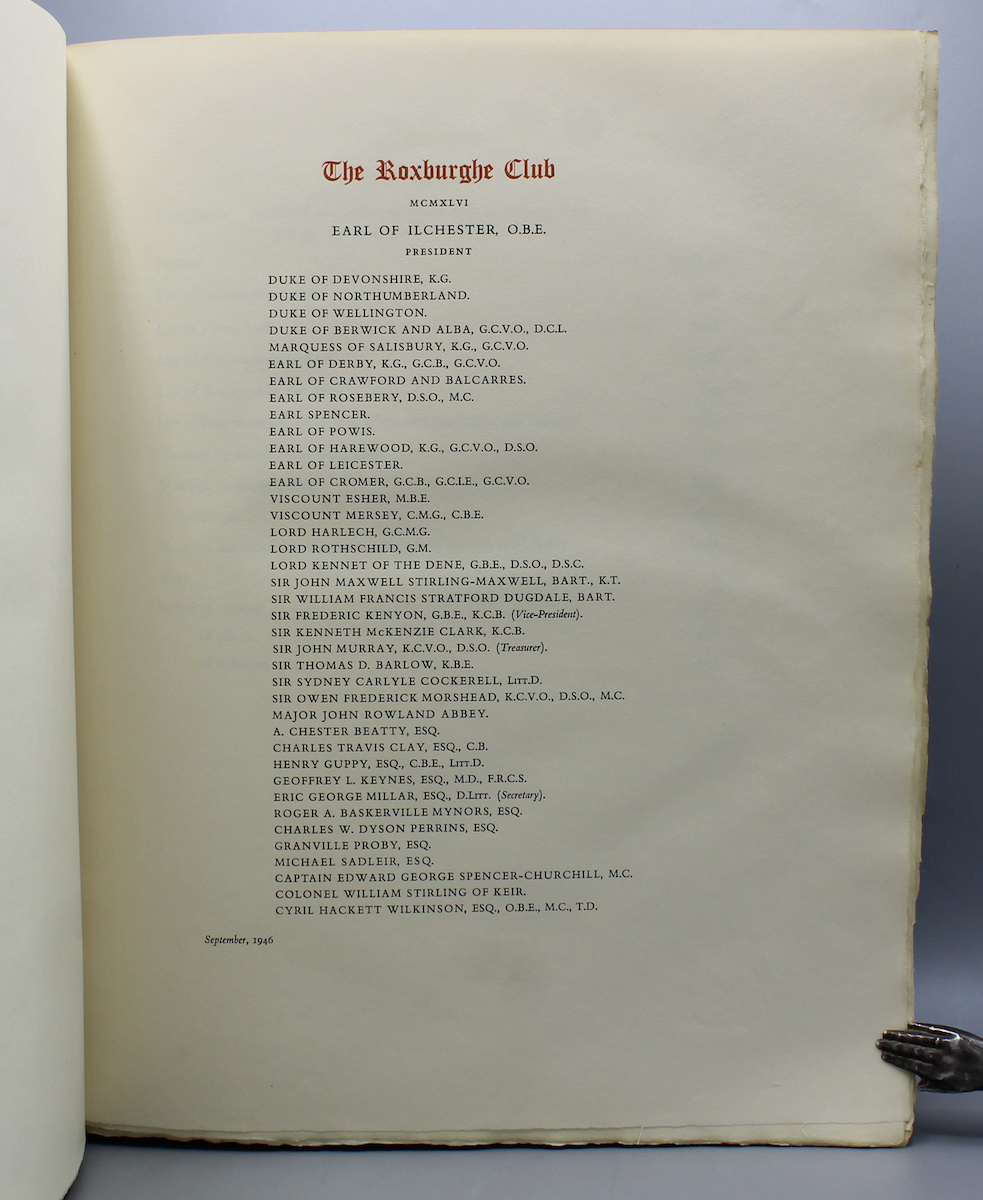 The Roxburghe Club
MCMXLVI
EARL OF ILCHESTER, O.B.E.
PRESIDENT
DUKE OF DEVONSHIRE, K.G.
DUKE OF NORTHUMBERLAND.
DUKE OF WELLINGTON.
DUKE OF BERWICK AND ALBA, G.C.V.O., D.C.L.
MARQUESS OF SALISBURY, K.G., G.C.V.O.
EARL OF DERBY, K.G., G.C.B., G.C.V.O.
EARL OF CRAWFORD AND BALCARRES.
EARL OF ROSEBERY, D.S.O., M.C.
EARL SPENCER.
EARL OF POWIS.
EARL OF HAREWOOD, K.G., G.C.V.O., D.S.O.
EARL OF LEICESTER.
EARL OF CROMER, G.C.B., G.C.I.E., G.C.V.O.
VISCOUNT ESHER, M.B.E.
VISCOUNT MERSEY, C.M.G., C.B.E.
LORD HARLECH, G.C.M.G.
LORD ROTHSCHILD, G.M.
LORD KENNET OF THE DENE, G.B.E., D.S.O., D.S.C.
SIR JOHN MAXWELL STIRLING-MAXWELL, BART., K.T.
SIR WILLIAM FRANCIS STRATFORD DUGDALE, BART.
SIR FREDERIC KENYON, G.B.E., K.C.B. (Vice-President).
SIR KENNETH McKENZIE CLARK, K.C.B.
SIR JOHN MURRAY, K.C.V.O., D.S.O. (Treasurer).
SIR THOMAS D. BARLOW, K.B.E.
SIR SYDNEY CARLYLE COCKERELL, Litt.D.
SIR OWEN FREDERICK MORSHEAD, K.C.V.O., D.S.O., M.C.
MAJOR JOHN ROWLAND ABBEY.
A. CHESTER BEATTY, ESQ.
CHARLES TRAVIS CLAY, ESQ., C.B.
HENRY GUPPY, ESQ., C.B.E., Litt.D.
GEOFFREY L. KEYNES, ESQ., M.D., F.R.C.S.
ERIC GEORGE MILLAR, ESQ., D.Litt. (Secretary).
ROGER A. BASKERVILLE MYNORS, ESQ.
CHARLES W. DYSON PERRINS, ESQ.
GRANVILLE PROBY, ESQ.
MICHAEL SADLEIR, ESQ.
CAPTAIN EDWARD GEORGE SPENCER-CHURCHILL, M.C.
COLONEL WILLIAM STIRLING OF KEIR.
CYRIL HACKETT WILKINSON, ESQ., O.B.E., M.C., T.D.
September, 1946